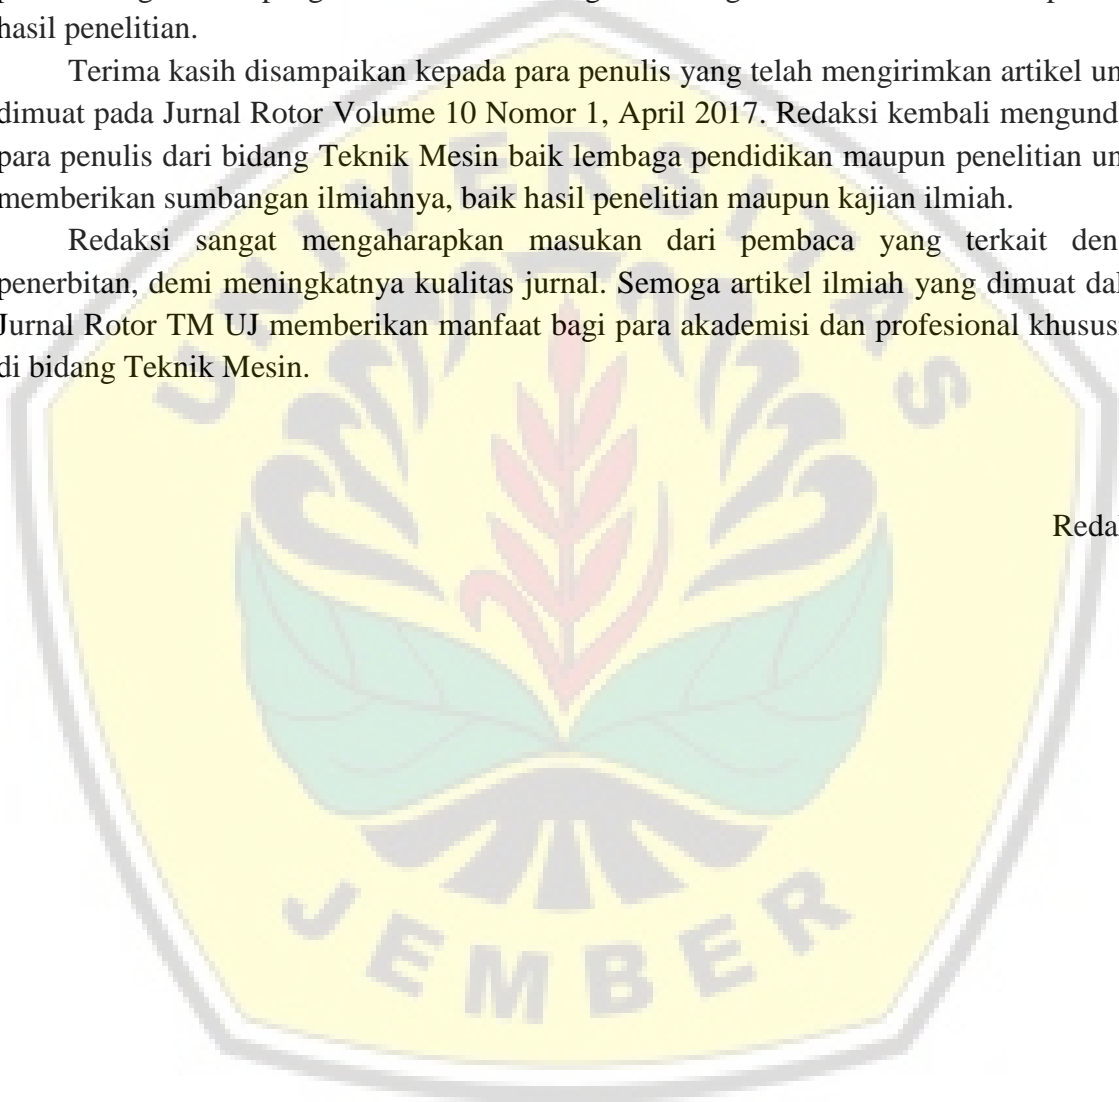 hasil penelitian.
Terima kasih disampaikan kepada para penulis yang telah mengirimkan artikel un
dimuat pada Jurnal Rotor Volume 10 Nomor 1, April 2017. Redaksi kembali mengund
para penulis dari bidang Teknik Mesin baik lembaga pendidikan maupun penelitian un
memberikan sumbangan ilmiahnya, baik hasil penelitian maupun kajian ilmiah.
Redaksi sangat mengaharapkan masukan dari pembaca yang terkait den
penerbitan, demi meningkatnya kualitas jurnal. Semoga artikel ilmiah yang dimuat dal
Jurnal Rotor TM UJ memberikan manfaat bagi para akademisi dan profesional khusus
di bidang Teknik Mesin.
Redak
UNIVERSITAS
JEMBER